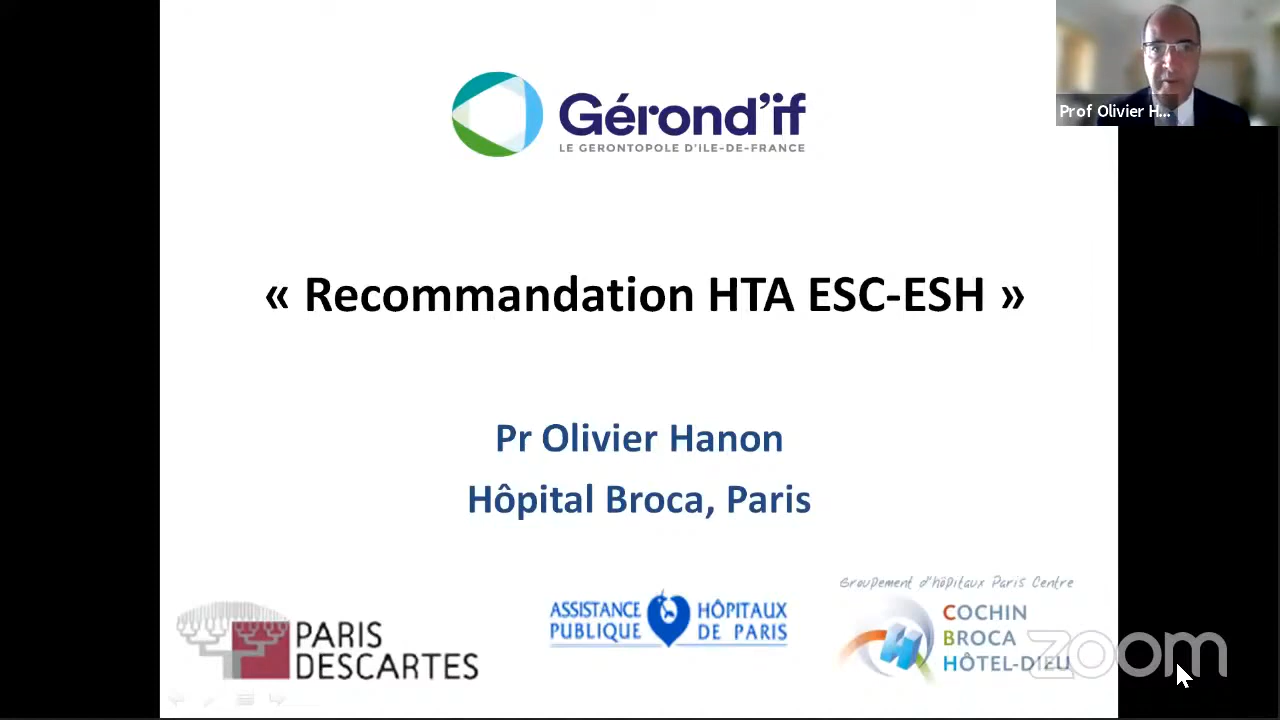 Prof Olivier H...
Gérond'if
LE GERONTOPOLE D'ILE-DE-FRANCE
« Recommandation HTA ESC-ESH »
Pr Olivier Hanon
Hôpital Broca, Paris
PARIS
DESCARTES
ASSISTANCE
PUBLIQUE
HÔPITAUX
DE PARIS
Groupement d'hôpitaux Paris Centre
COCHIN
BROCA
HÔTEL-DIEU
zoom